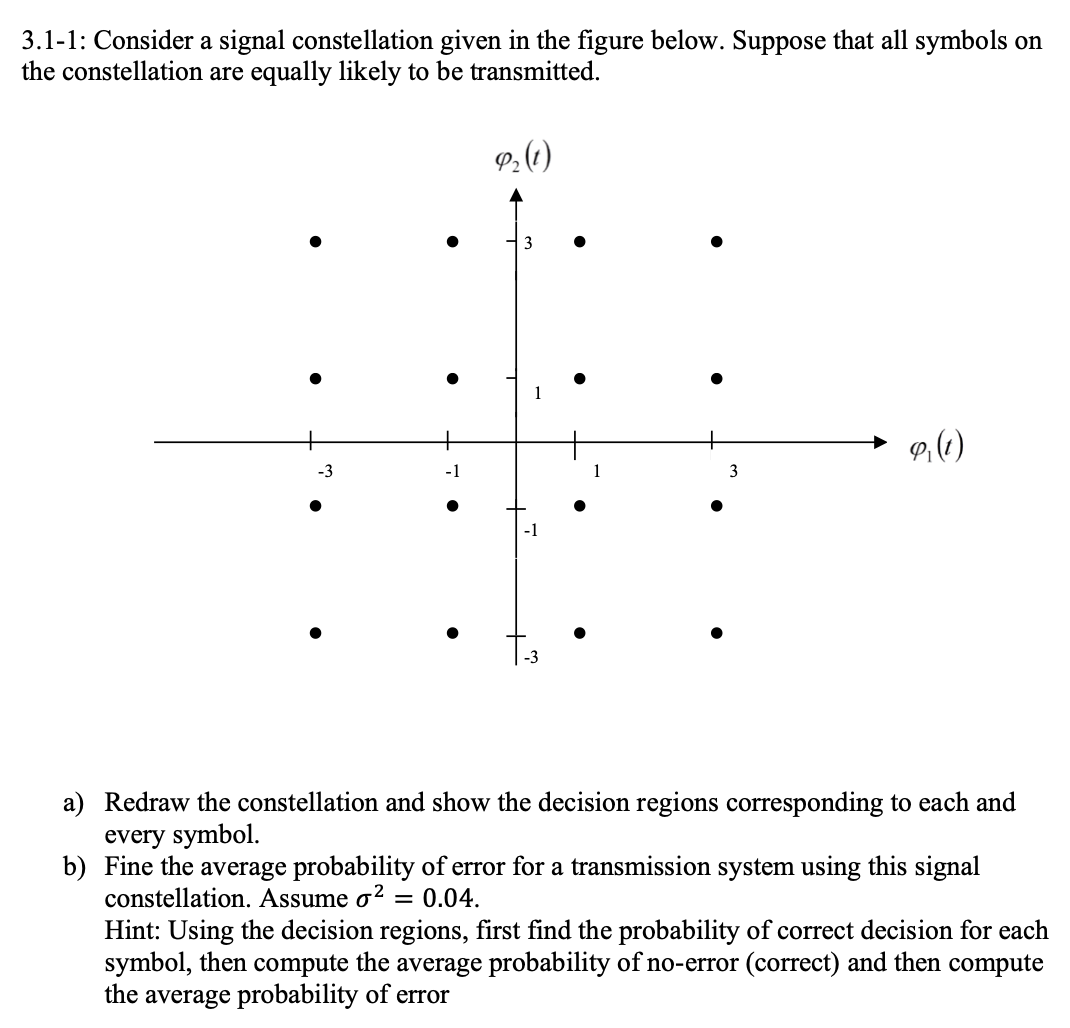 3.1-1: Consider a signal constellation given in the figure below. Suppose that all symbols on
the constellation are equally likely to be transmitted.
φ₂(t)
3
1
φ₁(t)
-3 -1 1 3
-1
-3
a) Redraw the constellation and show the decision regions corresponding to each and
every symbol.
b) Fine the average probability of error for a transmission system using this signal
constellation. Assume σ² = 0.04.
Hint: Using the decision regions, first find the probability of correct decision for each
symbol, then compute the average probability of no-error (correct) and then compute
the average probability of error